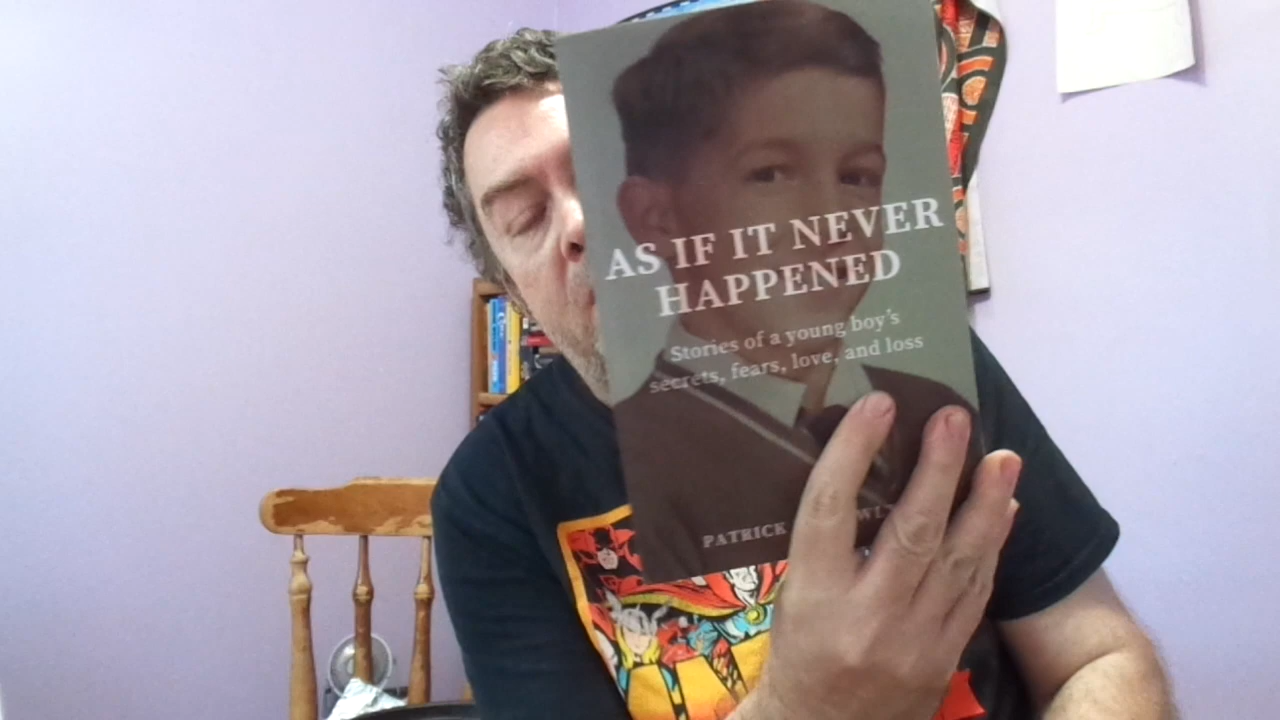 AS IF IT NEVER
HAPPENED
Stories of a young boy's
secrets, fears, love, and loss
PATRICK